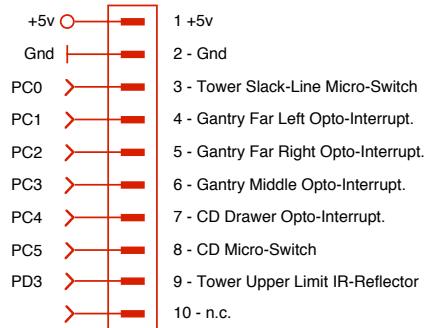 +5v 1 +5v
Gnd 2 - Gnd
PC0 3 - Tower Slack-Line Micro-Switch
PC1 4 - Gantry Far Left Opto-Interrupt.
PC2 5 - Gantry Far Right Opto-Interrupt.
PC3 6 - Gantry Middle Opto-Interrupt.
PC4 7 - CD Drawer Opto-Interrupt.
PC5 8 - CD Micro-Switch
PD3 9 - Tower Upper Limit IR-Reflector
10 - n.c.